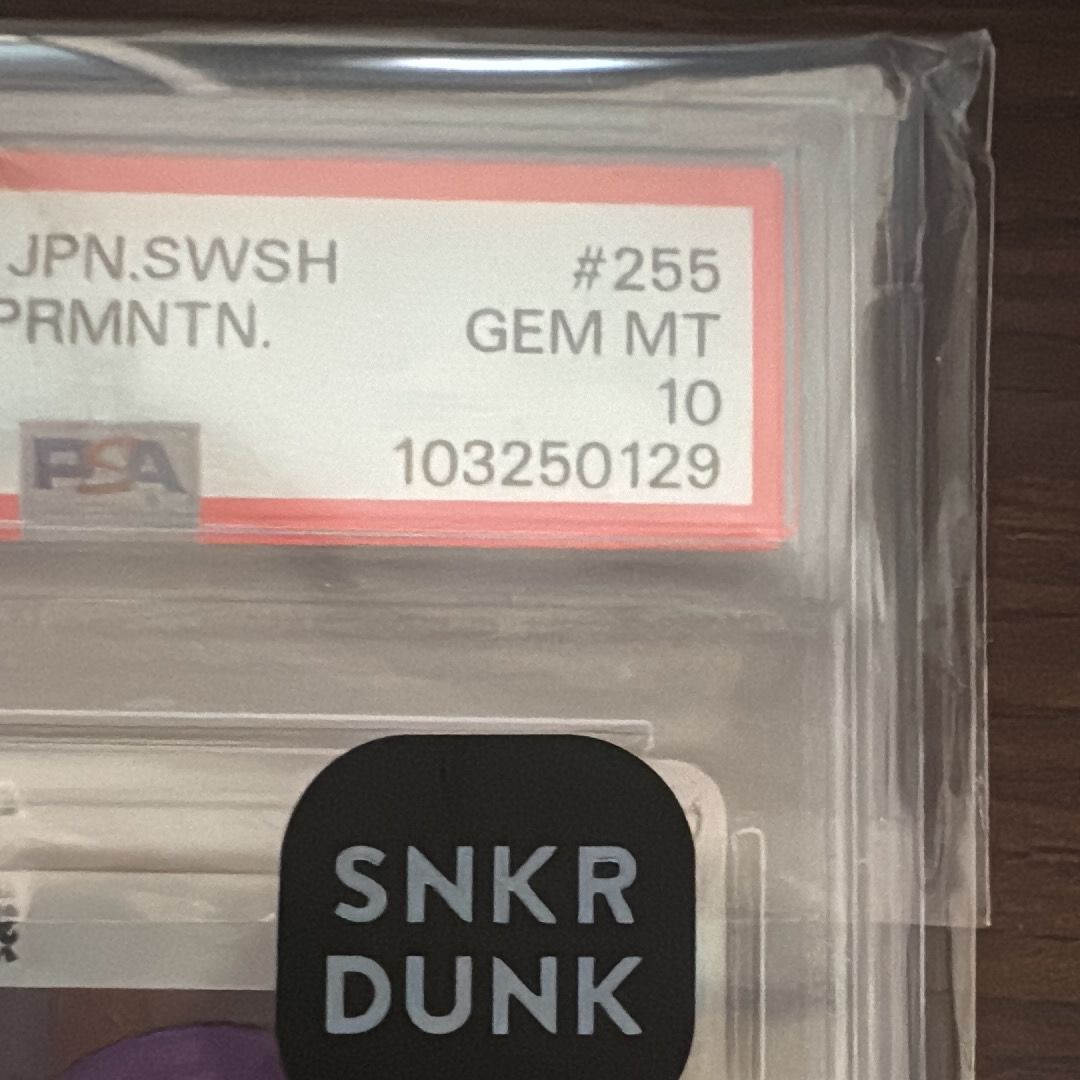 JPN.SWSH #255
PRMNTN. GEM MT
10
PSA 103250129
SNKR
DUNK